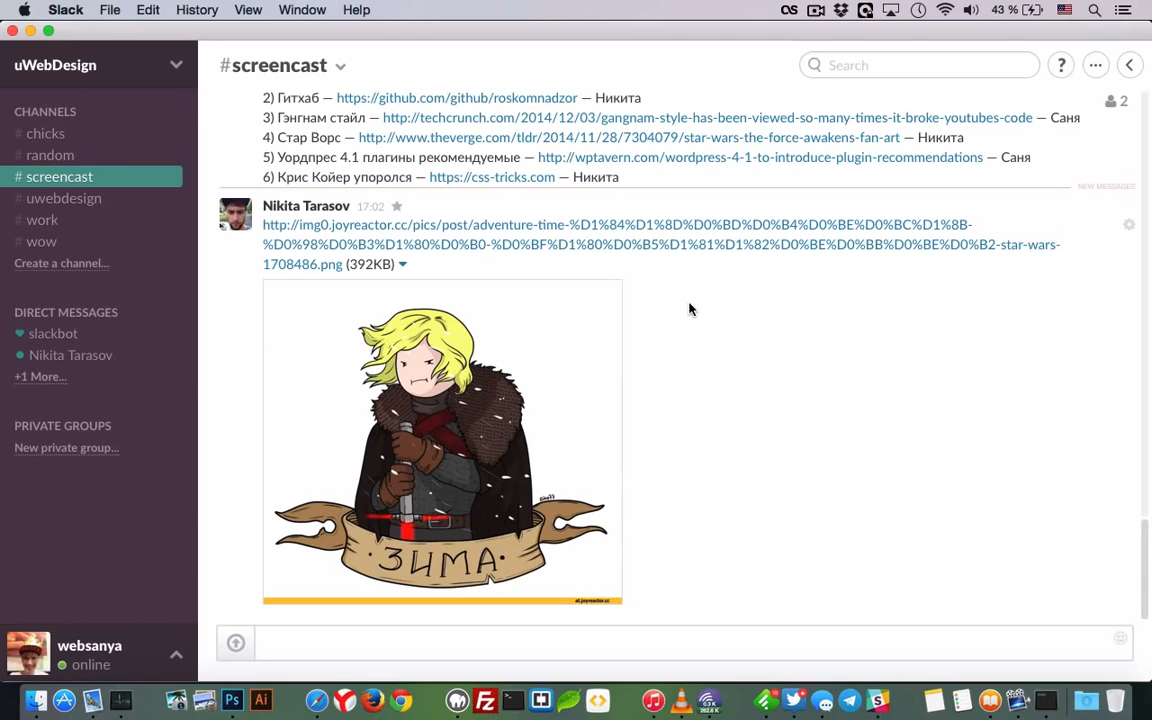 Slack File Edit History View Window Help
43 %
uWebDesign
#screencast
Search
CHANNELS
# chicks
# random
# screencast
# uwebdesign
# work
# wow
Create a channel...
DIRECT MESSAGES
slackbot
Nikita Tarasov
+1 More...
PRIVATE GROUPS
New private group...
websanya
online
2
2) Гитхаб — https://github.com/github/roskomnadzor — Никита
3) Гэнгнам стайл — http://techcrunch.com/2014/12/03/gangnam-style-has-been-viewed-so-many-times-it-broke-youtubes-code — Саня
4) Стар Ворс — http://www.theverge.com/tldr/2014/11/28/7304079/star-wars-the-force-awakens-fan-art — Никита
5) Уордпрес 4.1 плагины рекомендуемые — http://wptavern.com/wordpress-4-1-to-introduce-plugin-recommendations — Саня
6) Крис Койер упоролся — https://css-tricks.com — Никита
NEW MESSAGES
Nikita Tarasov 17:02
http://img0.joyreactor.cc/pics/post/adventure-time-%D1%84%D1%8D%D0%BD%D0%B4%D0%BE%D0%BC%D1%8B-
%D0%98%D0%B3%D1%80%D0%B0-%D0%BF%D1%80%D0%B5%D1%81%D1%82%D0%BE%D0%BB%D0%BE%D0%B2-star-wars-
1708486.png (392KB)
·ЗИМА·
at.joyreactor.cc
Ps
Ai
Fz